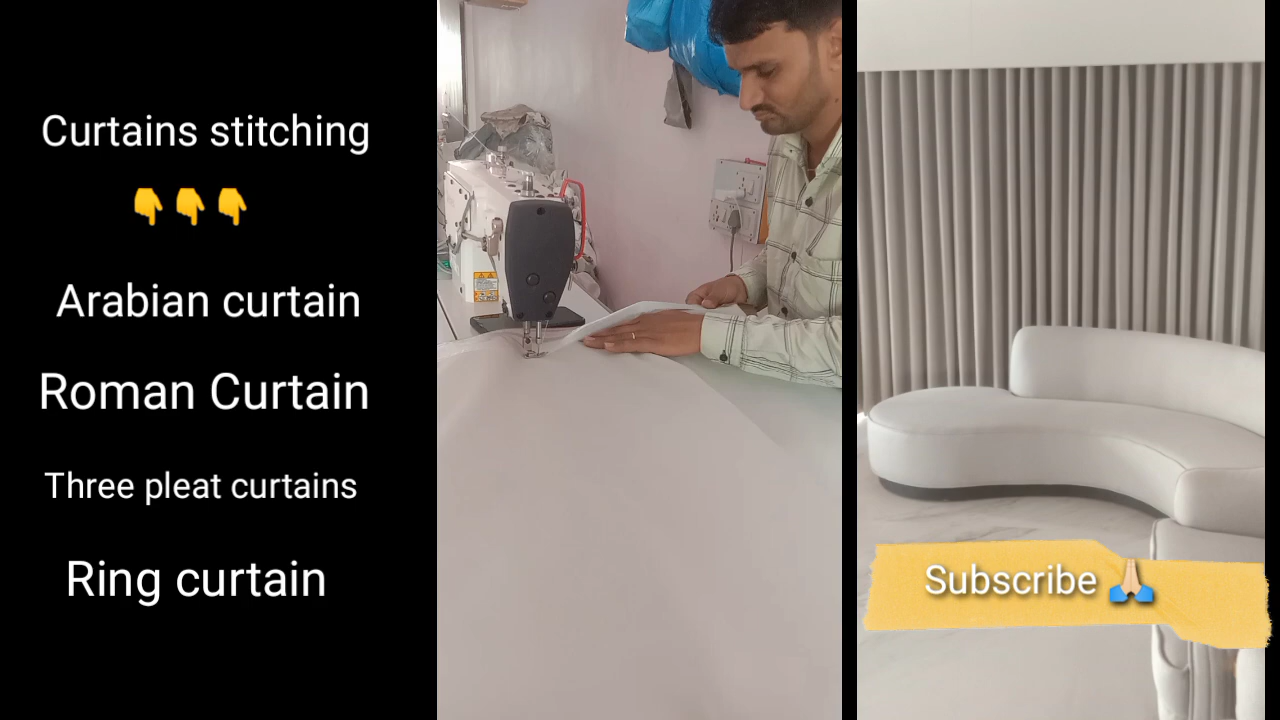 Curtains stitching
👇👇👇
Arabian curtain
Roman Curtain
Three pleat curtains
Ring curtain
Subscribe 🙏